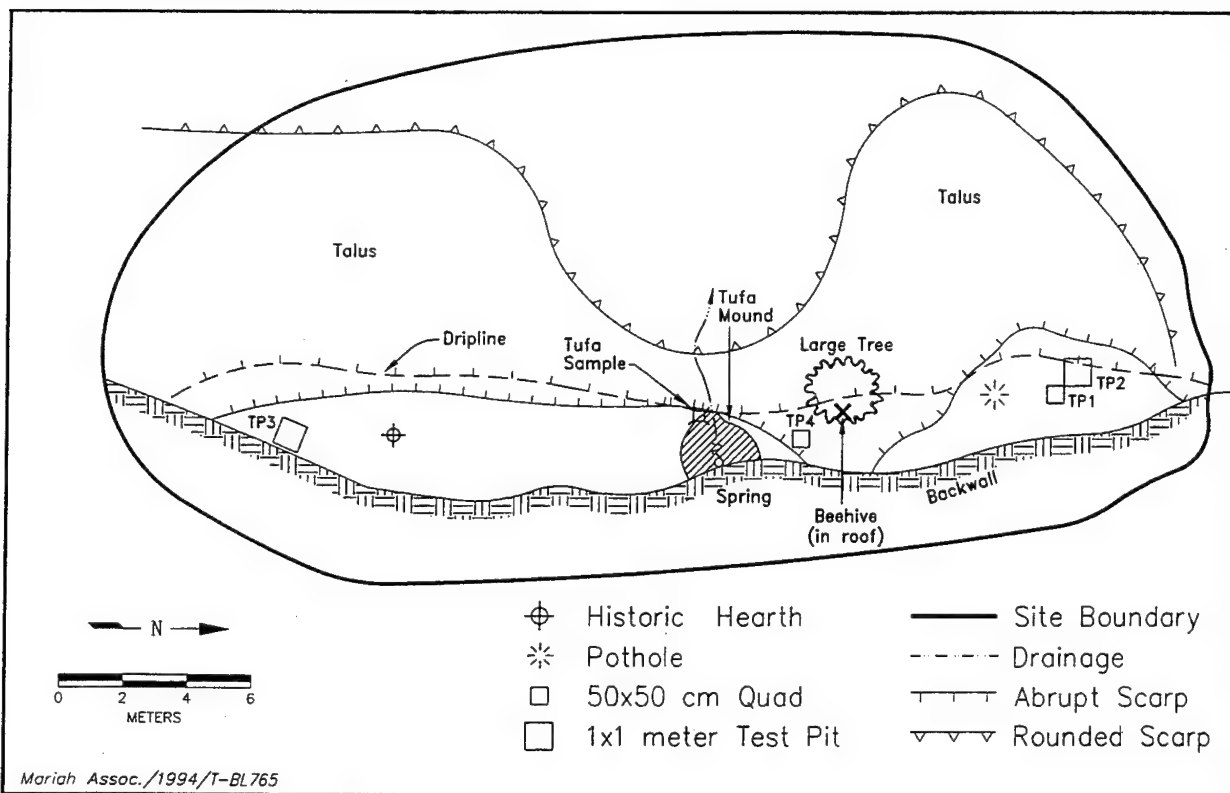 Talus
Talus
Tufa
Mound
Dripline
Tufa
Sample
Large Tree
TP2
TP1
TP3
TP4
Spring
Backwall
Beehive
(in roof)
N
0 2 4 6
METERS
Historic Hearth
Pothole
50x50 cm Quad
1x1 meter Test Pit
Site Boundary
Drainage
Abrupt Scarp
Rounded Scarp
Mariah Assoc./1994/T-BL765